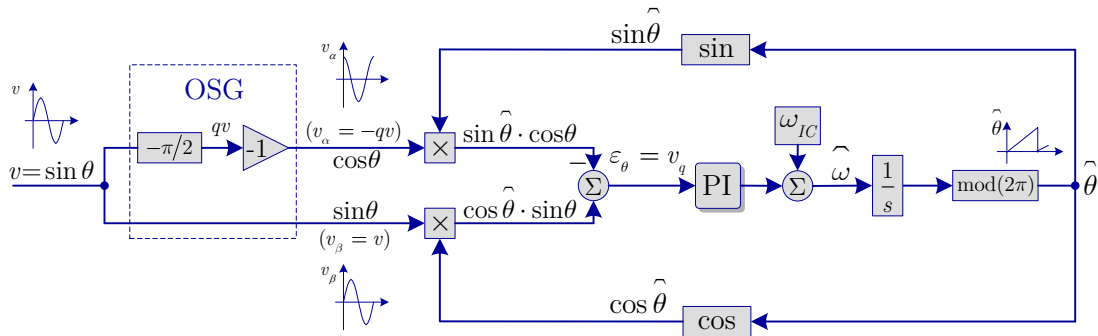 sinθ̂
sin
v_α
OSG
v
qv
(v_α = −qv)
sin θ̂ · cosθ
ω_IC
θ̂
−π/2
-1
cosθ
×
−
ε_θ = v_q
v = sin θ
Σ
PI
Σ
ω̂
1/s
mod(2π)
θ̂
sinθ
×
cos θ̂ · sinθ
(v_β = v)
v_β
cos θ̂
cos